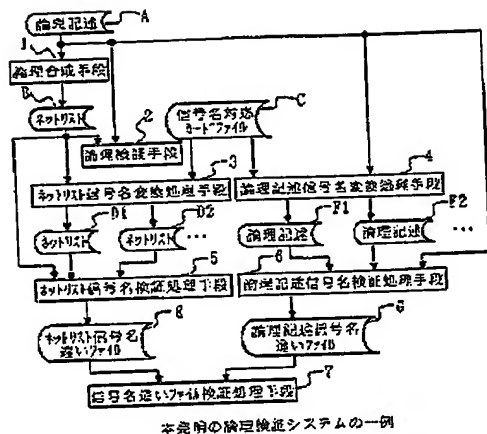 論理記述
A
1
論理合成手段
B
ネットリスト
2
論理検証手段
信号名対応
カードファイル
C
3
ネットリスト信号名変換処理手段
4
論理記述信号名変換処理手段
D1
ネットリスト
D2
ネットリスト
...
F1
論理記述
F2
論理記述
...
5
ネットリスト信号名検証処理手段
6
論理記述信号名検証処理手段
8
ネットリスト信号名
違いファイル
6
論理記述信号名
違いファイル
信号名違いファイル検証処理手段
7
本発明の論理検証システムの一例